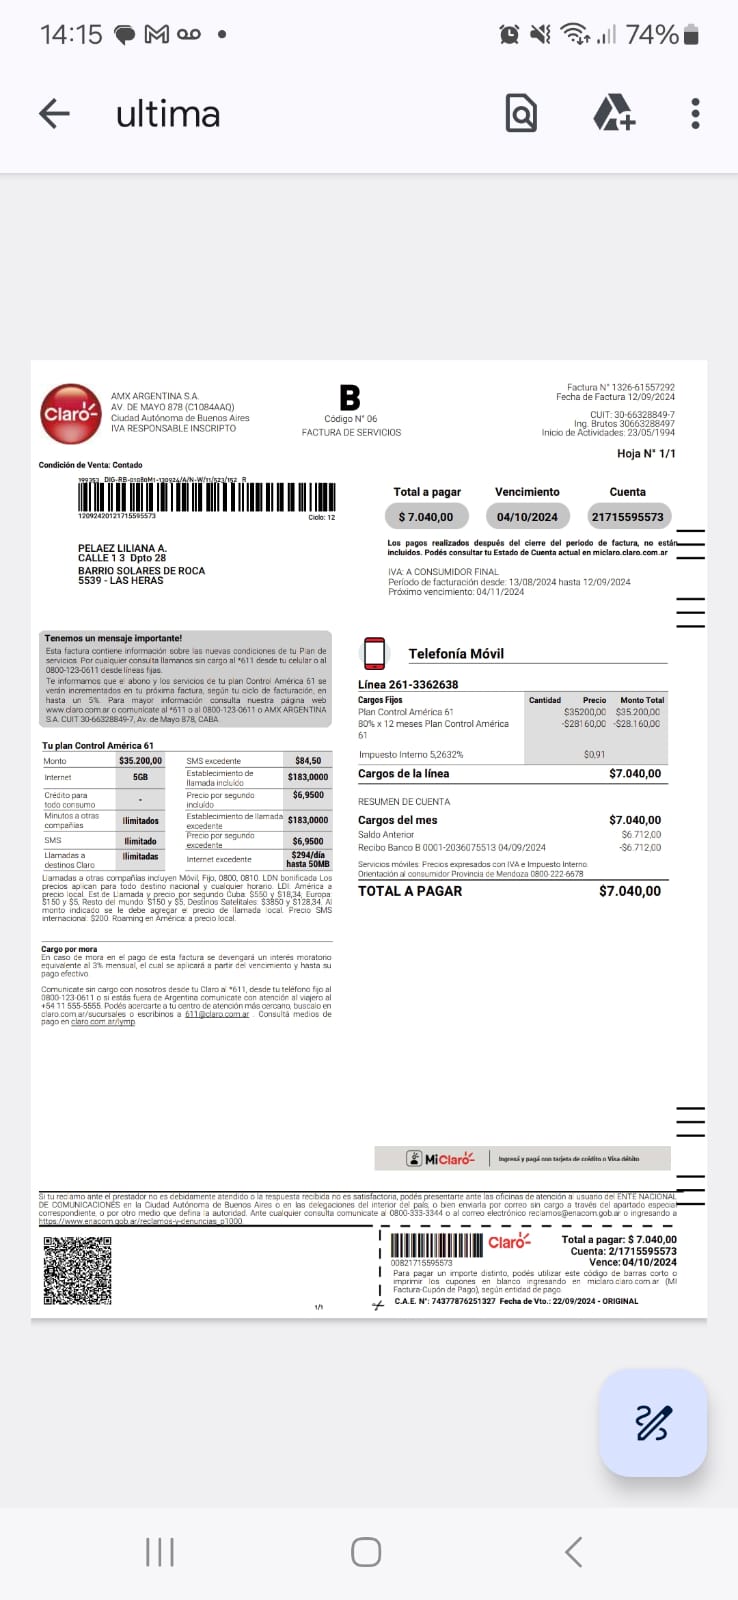 14:15
74%
ultima
Claro
AMX ARGENTINA S.A.
AV. DE MAYO 878 (C1084AAQ)
Ciudad Autónoma de Buenos Aires
IVA RESPONSABLE INSCRIPTO
B
Código N° 06
FACTURA DE SERVICIOS
Factura N° 1326-61557292
Fecha de Factura 12/09/2024
CUIT: 30-66328849-7
Ing. Brutos 30663288497
Inicio de Actividades: 23/05/1994
Hoja N° 1/1
Condición de Venta: Contado
12092420121715595573
Ciclo: 12
Total a pagar Vencimiento Cuenta
$ 7.040,00 04/10/2024 21715595573
Los pagos realizados después del cierre del periodo de factura, no están
incluidos. Podés consultar tu Estado de Cuenta actual en miclaro.claro.com.ar
PELAEZ LILIANA A.
CALLE 1 3 Dpto 28
BARRIO SOLARES DE ROCA
5539 - LAS HERAS
IVA: A CONSUMIDOR FINAL
Período de facturación desde: 13/08/2024 hasta 12/09/2024
Próximo vencimiento: 04/11/2024
Tenemos un mensaje importante!
Esta factura contiene información sobre las nuevas condiciones de tu Plan de
servicios. Por cualquier consulta llamanos sin cargo al *611 desde tu celular o al
0800-123-0611 desde líneas fijas.
Te informamos que el abono y los servicios de tu plan Control América 61 se
verán incrementados en tu próxima factura, según tu ciclo de facturación, en
hasta un 5%. Para mayor información consulta nuestra página web
www.claro.com.ar o comunicate al *611 o al 0800-123-0611 o AMX ARGENTINA
S.A. CUIT 30-66328849-7, Av. de Mayo 878, CABA
Tu plan Control América 61
Monto $35.200,00 SMS excedente $84,50
Internet 5GB Establecimiento de llamada incluído $183,0000
Crédito para todo consumo - Precio por segundo incluído $6,9500
Minutos a otras compañías Ilimitados Establecimiento de llamada excedente $183,0000
SMS Ilimitado Precio por segundo excedente $6,9500
Llamadas a destinos Claro Ilimitadas Internet excedente $294/día hasta 50MB
Llamadas a otras compañías incluyen Móvil, Fijo, 0800, 0810. LDN bonificada Los
precios aplican para todo destino nacional y cualquier horario. LDI: América a
precio local. Est.de Llamada y precio por segundo Cuba: $550 y $18,34, Europa:
$150 y $5, Resto del mundo: $150 y $5, Destinos Satelitales: $3850 y $128,34. Al
monto indicado se le debe agregar el precio de llamada local. Precio SMS
internacional: $200. Roaming en América: a precio local.
Cargo por mora
En caso de mora en el pago de esta factura se devengará un interés moratorio
equivalente al 3% mensual, el cual se aplicará a partir del vencimiento y hasta su
pago efectivo.
Comunicate sin cargo con nosotros desde tu Claro al *611, desde tu teléfono fijo al
0800-123-0611 o si estás fuera de Argentina comunicate con atención al viajero al
+54 11 555-5555. Podés acercarte a tu centro de atención más cercano, buscalo en
claro.com.ar/sucursales o escribinos a 611@claro.com.ar . Consultá medios de
pago en claro.com.ar/lymp
Telefonía Móvil
Línea 261-3362638
Cargos Fijos Cantidad Precio Monto Total
Plan Control América 61 $35200,00 $35.200,00
80% x 12 meses Plan Control América -$28160,00 -$28.160,00
61
Impuesto Interno 5,2632% $0,91
Cargos de la línea $7.040,00
RESUMEN DE CUENTA
Cargos del mes $7.040,00
Saldo Anterior $6.712,00
Recibo Banco B 0001-2036075513 04/09/2024 -$6.712,00
Servicios móviles: Precios expresados con IVA e Impuesto Interno.
Orientación al consumidor Provincia de Mendoza 0800-222-6678
TOTAL A PAGAR $7.040,00
MiClaro
Ingresá y pagá con tarjeta de crédito o Visa débito
Si tu reclamo ante el prestador no es debidamente atendido o la respuesta recibida no es satisfactoria, podés presentarte ante las oficinas de atención al usuario del ENTE NACIONAL
DE COMUNICACIONES en la Ciudad Autónoma de Buenos Aires o en las delegaciones del interior del país, o bien enviarla por correo sin cargo a través del apartado especial
correspondiente, o por otro medio que defina la autoridad. Ante cualquier consulta comunicate al 0800-333-3344 o al correo electrónico reclamos@enacom.gob.ar o ingresando a
https://www.enacom.gob.ar/reclamos-y-denuncias_p1000.
00821715595573
Claro
Total a pagar: $ 7.040,00
Cuenta: 2/1715595573
Vence: 04/10/2024
Para pagar un importe distinto, podés utilizar este código de barras corto o
imprimir los cupones en blanco ingresando en miclaro.claro.com.ar (Mi
Factura-Cupón de Pago), según entidad de pago.
C.A.E. N°: 74377876251327 Fecha de Vto.: 22/09/2024 - ORIGINAL
1/1